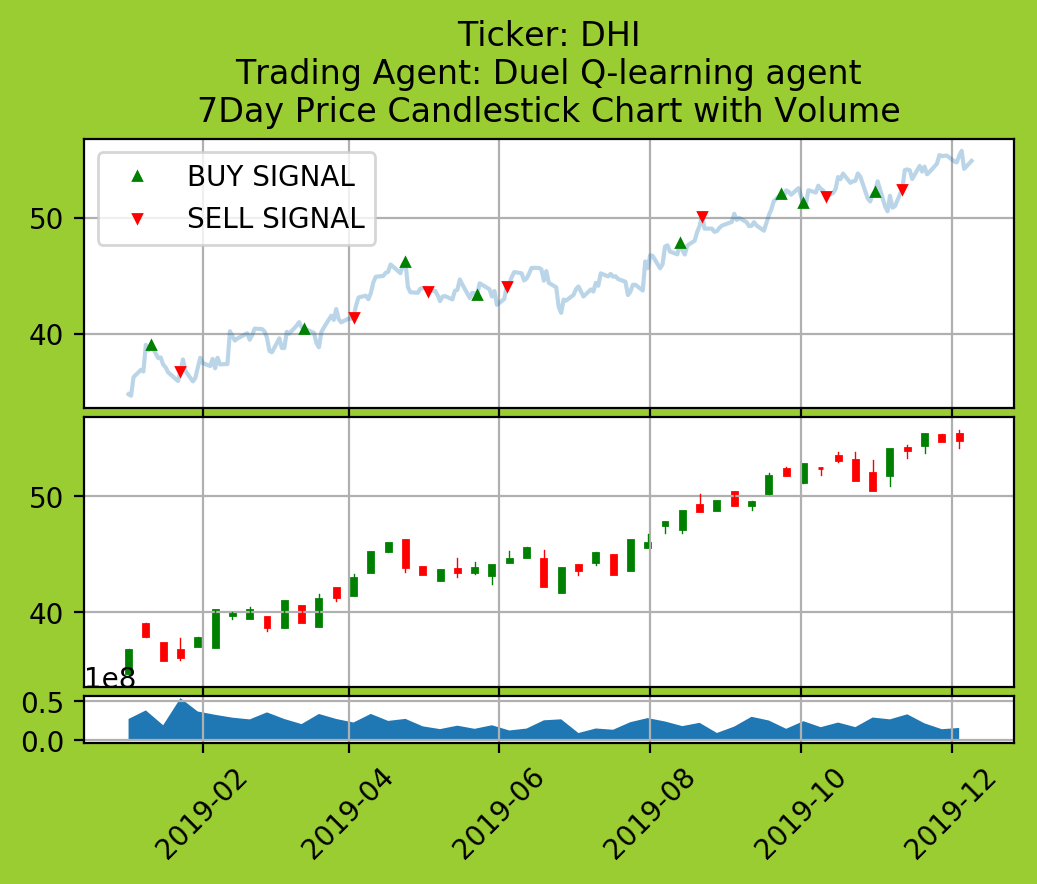 Ticker: DHI
Trading Agent: Duel Q-learning agent
7Day Price Candlestick Chart with Volume
BUY SIGNAL
SELL SIGNAL
50
40
50
40
1e8
0.5
0.0
2019-02
2019-04
2019-06
2019-08
2019-10
2019-12